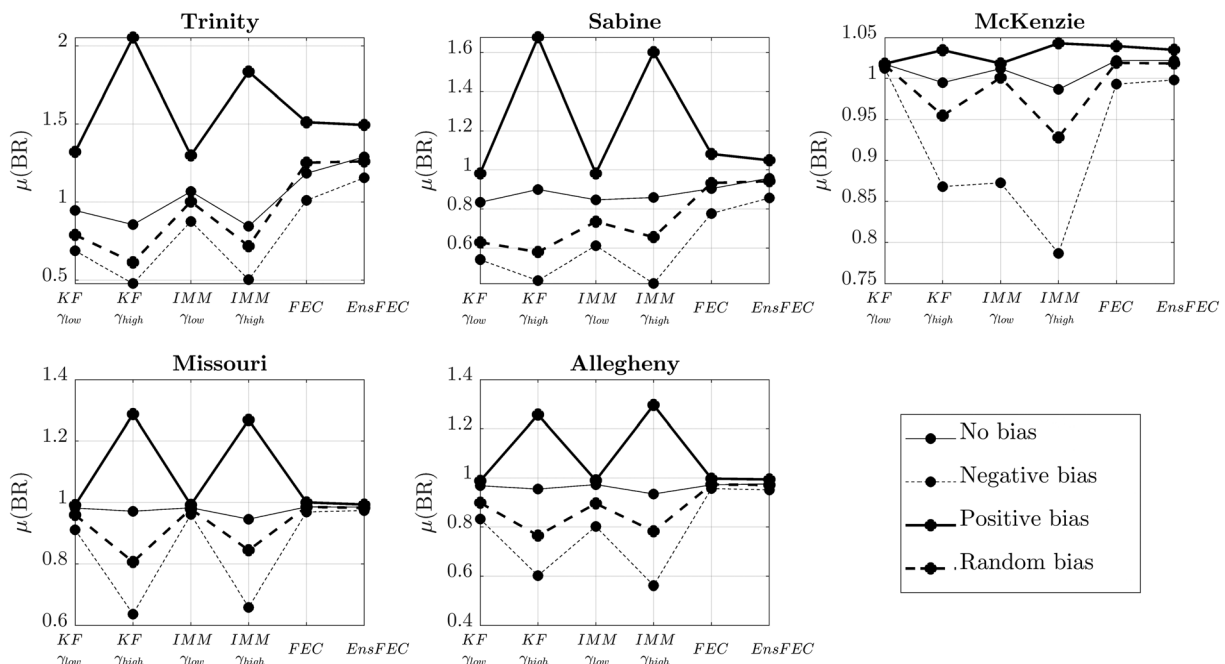 Trinity
2
1.5
1
0.5
μ(BR)
KF γlow
KF γhigh
IMM γlow
IMM γhigh
FEC
EnsFEC
Sabine
1.6
1.4
1.2
1
0.8
0.6
μ(BR)
KF γlow
KF γhigh
IMM γlow
IMM γhigh
FEC
EnsFEC
McKenzie
1.05
1
0.95
0.9
0.85
0.8
0.75
μ(BR)
KF γlow
KF γhigh
IMM γlow
IMM γhigh
FEC
EnsFEC
Missouri
1.4
1.2
1
0.8
0.6
μ(BR)
KF γlow
KF γhigh
IMM γlow
IMM γhigh
FEC
EnsFEC
Allegheny
1.4
1.2
1
0.8
0.6
0.4
μ(BR)
KF γlow
KF γhigh
IMM γlow
IMM γhigh
FEC
EnsFEC
No bias
Negative bias
Positive bias
Random bias